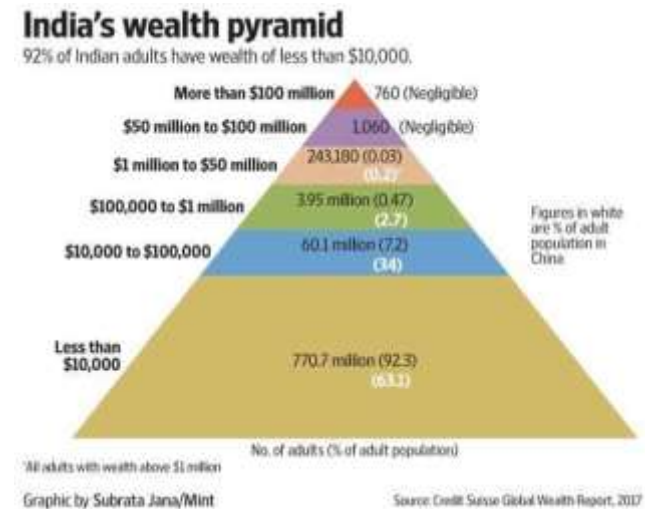 India's wealth pyramid
92% of Indian adults have wealth of less than $10,000.
More than $100 million 760 (Negligible)
$50 million to $100 million 1,060 (Negligible)
$1 million to $50 million 243,180 (0.03)
(0.2)*
$100,000 to $1 million 3.95 million (0.47)
(2.7)
$10,000 to $100,000 60.1 million (7.2)
(34)
Figures in white
are % of adult
population in
China
Less than
$10,000 770.7 million (92.3)
(63.1)
No. of adults (% of adult population)
*All adults with wealth above $1 million
Graphic by Subrata Jana/Mint Source: Credit Suisse Global Wealth Report, 2017